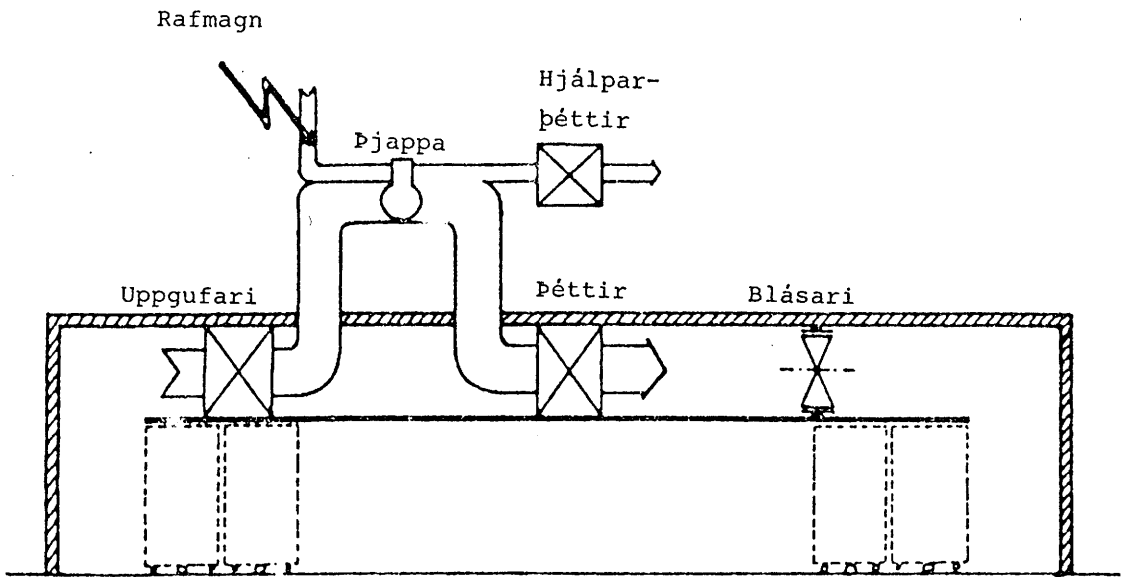 Rafmagn
Hjálpar-
þéttir
Þjappa
Uppgufari
Þéttir
Blásari